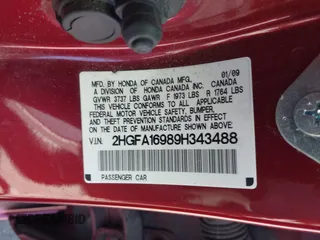 MFD. BY HONDA OF CANADA MFG. 01/09
A DIVISION OF HONDA CANADA INC. CANADA
GVWR 3737 LBS GAWR F 1973 LBS R 1764 LBS
THIS VEHICLE CONFORMS TO ALL
APPLICABLE FEDERAL MOTOR
VEHICLE SAFETY, BUMPER,
AND THEFT PREVENTION
STANDARDS IN EFFECT ON THE
DATE OF MANUFACTURE SHOWN ABOVE.
V.I.N. 2HGFA16989H343488
PASSENGER CAR